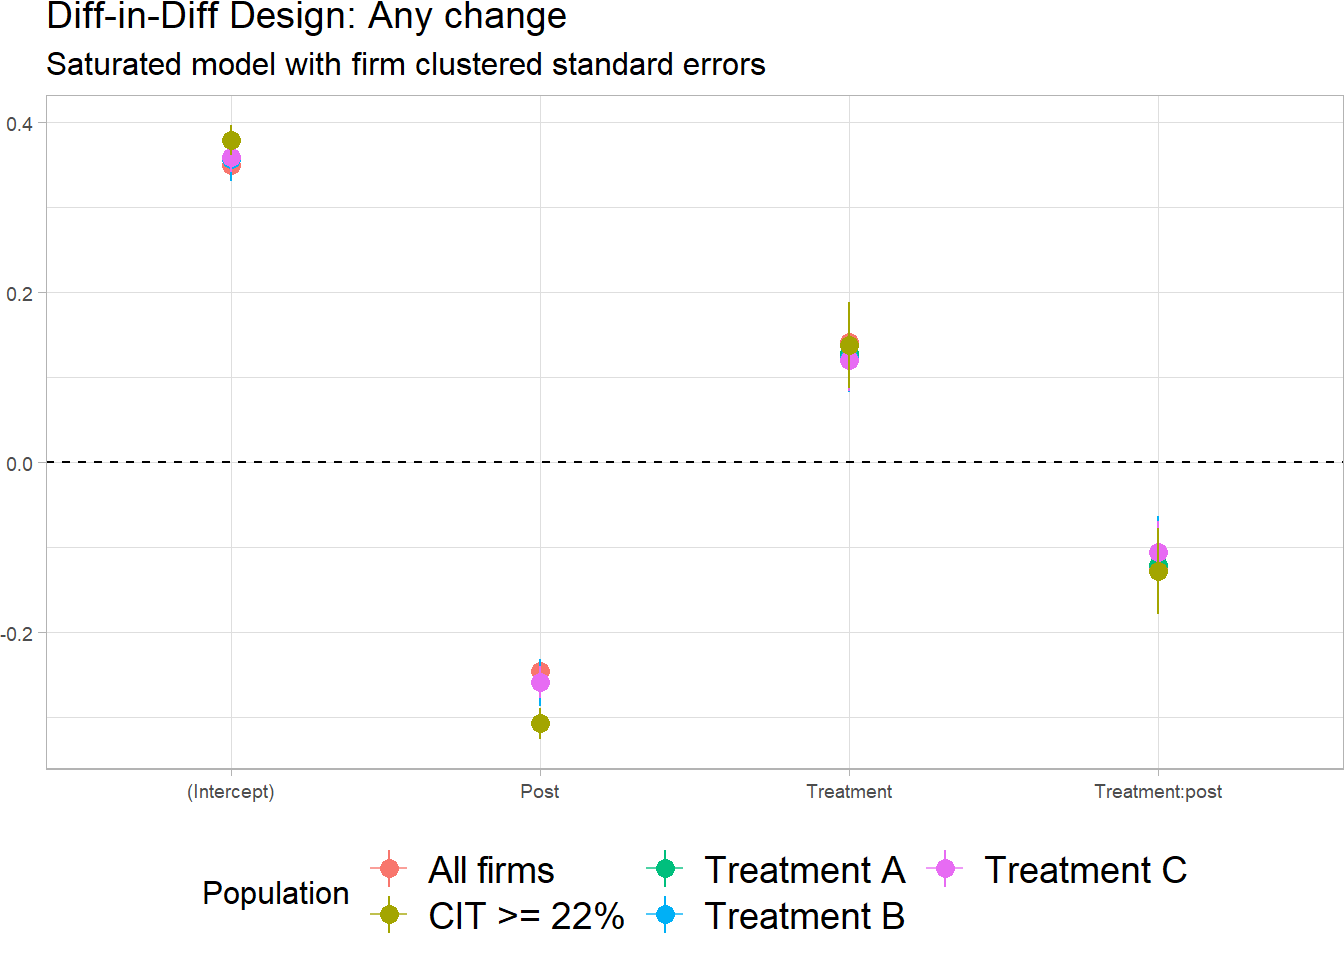 Diff-in-Diff Design: Any change
Saturated model with firm clustered standard errors
0.4
0.2
0.0
-0.2
(Intercept) Post Treatment Treatment:post
Population
All firms Treatment A Treatment C
CIT >= 22% Treatment B